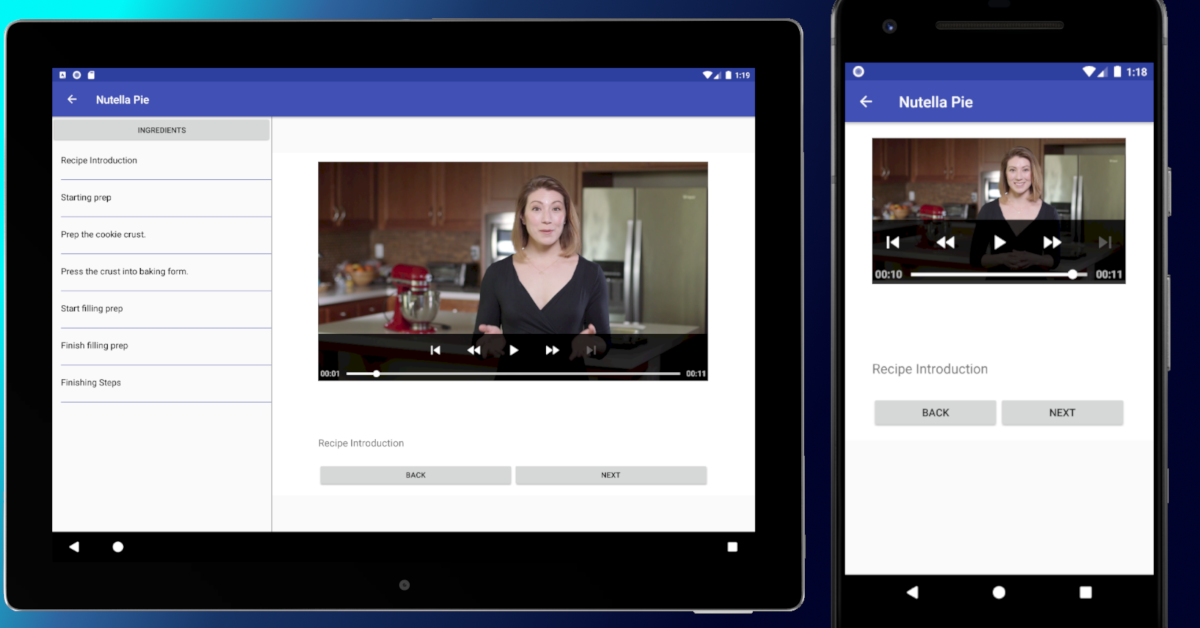 1:19
Nutella Pie
INGREDIENTS
Recipe Introduction
Starting prep
Prep the cookie crust.
Press the crust into baking form.
Start filling prep
Finish filling prep
Finishing Steps
00:01
00:11
Recipe Introduction
BACK
NEXT
1:18
Nutella Pie
00:10
00:11
Recipe Introduction
BACK
NEXT